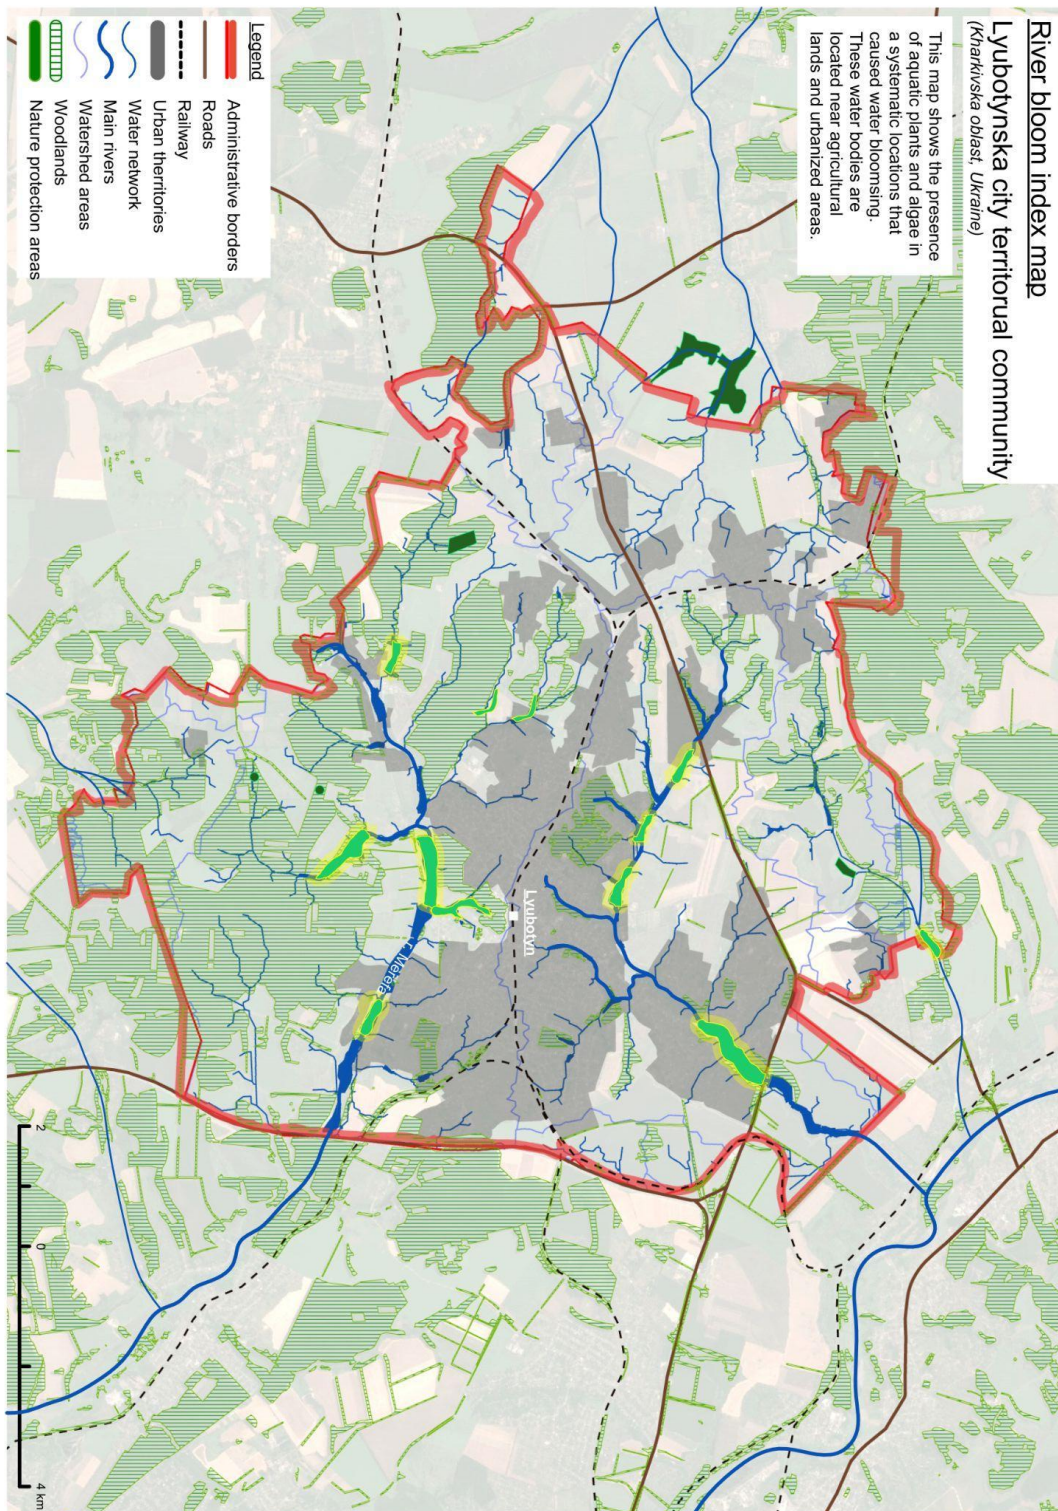 River bloom index map
Lyubotynska city territorual community
(Kharkivska oblast, Ukraine)
This map shows the presence
of aquatic plants and algae in
a systematic locations that
caused water bloomsing.
These water bodies are
located near agricultural
lands and urbanized areas.
Lyubotyn
r. Merefa
Legend
Administrative borders
Roads
Railway
Urban therritories
Water network
Main rivers
Watershed areas
Woodlands
Nature protection areas
2 0 4 km